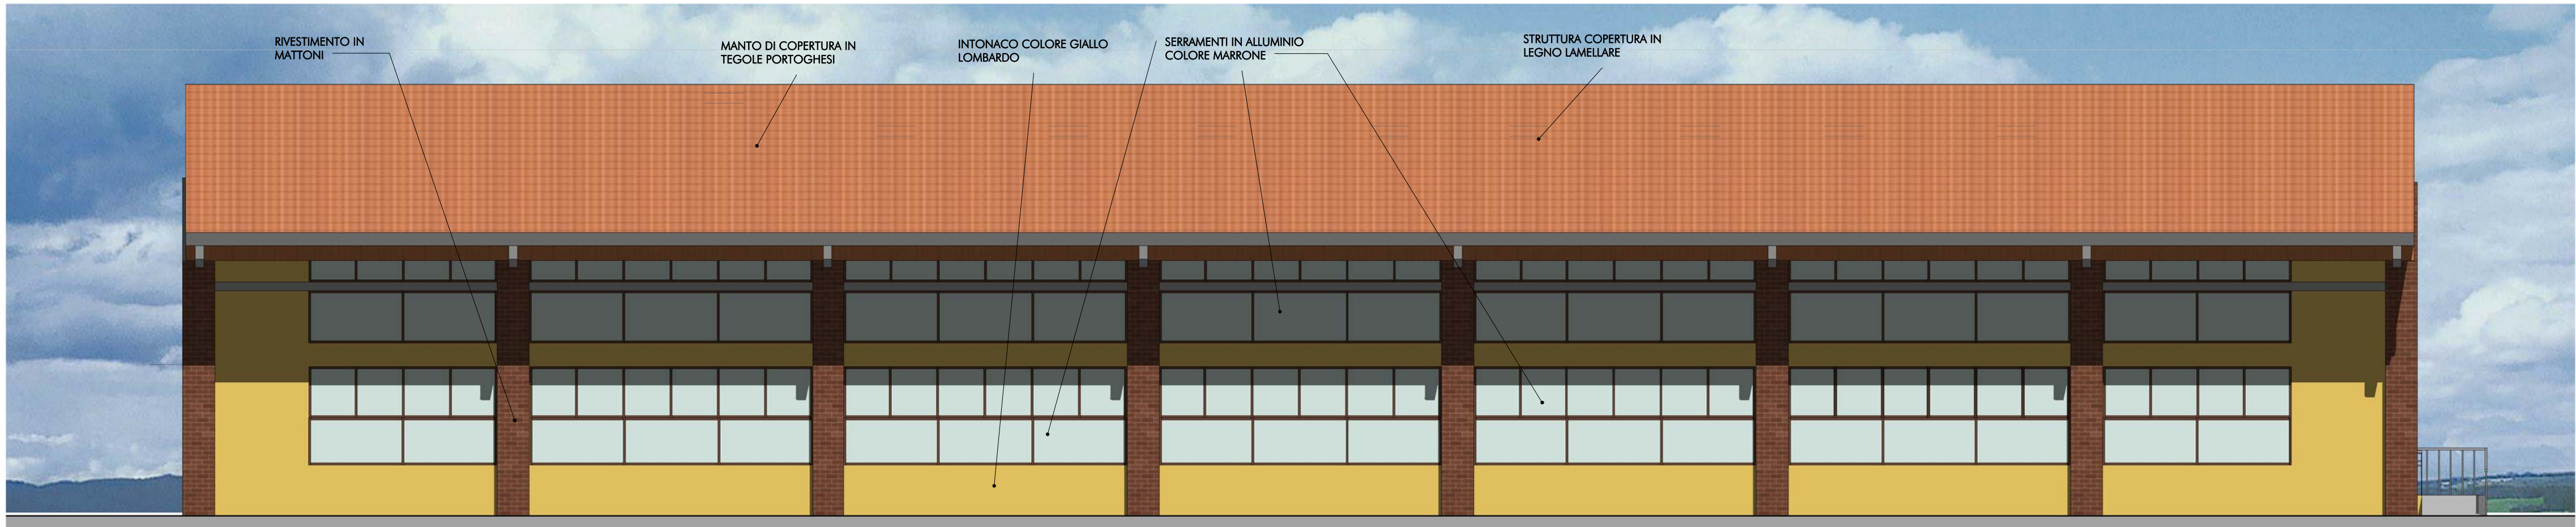 RIVESTIMENTO IN
MATTONI
MANTO DI COPERTURA IN
TEGOLE PORTOGHESI
INTONACO COLORE GIALLO
LOMBARDO
SERRAMENTI IN ALLUMINIO
COLORE MARRONE
STRUTTURA COPERTURA IN
LEGNO LAMELLARE